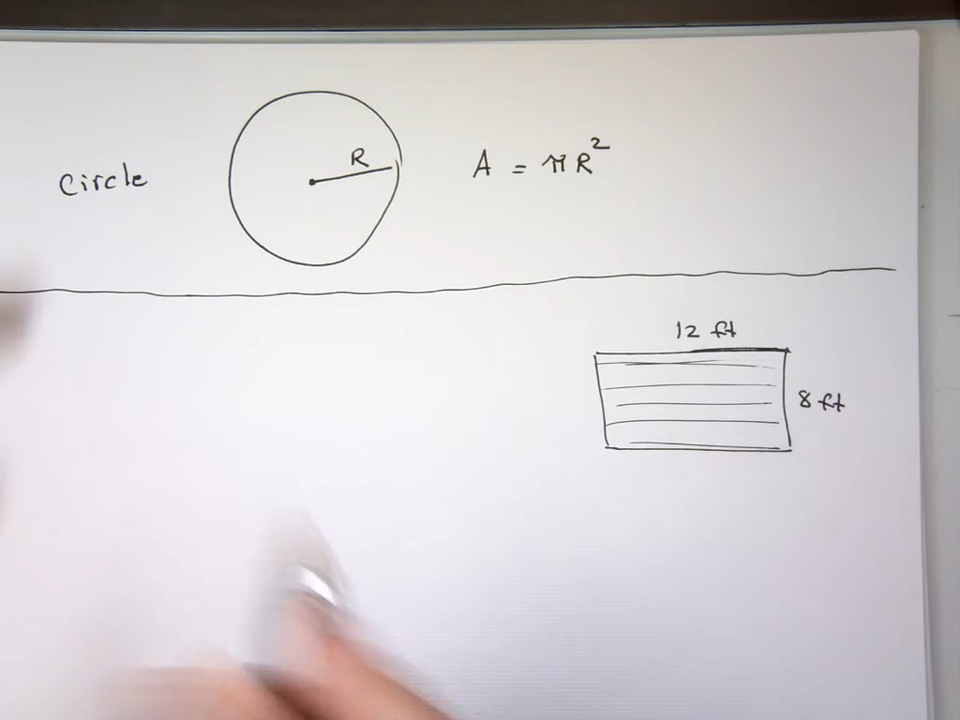 Circle
R
A = πR²
12 ft
8 ft